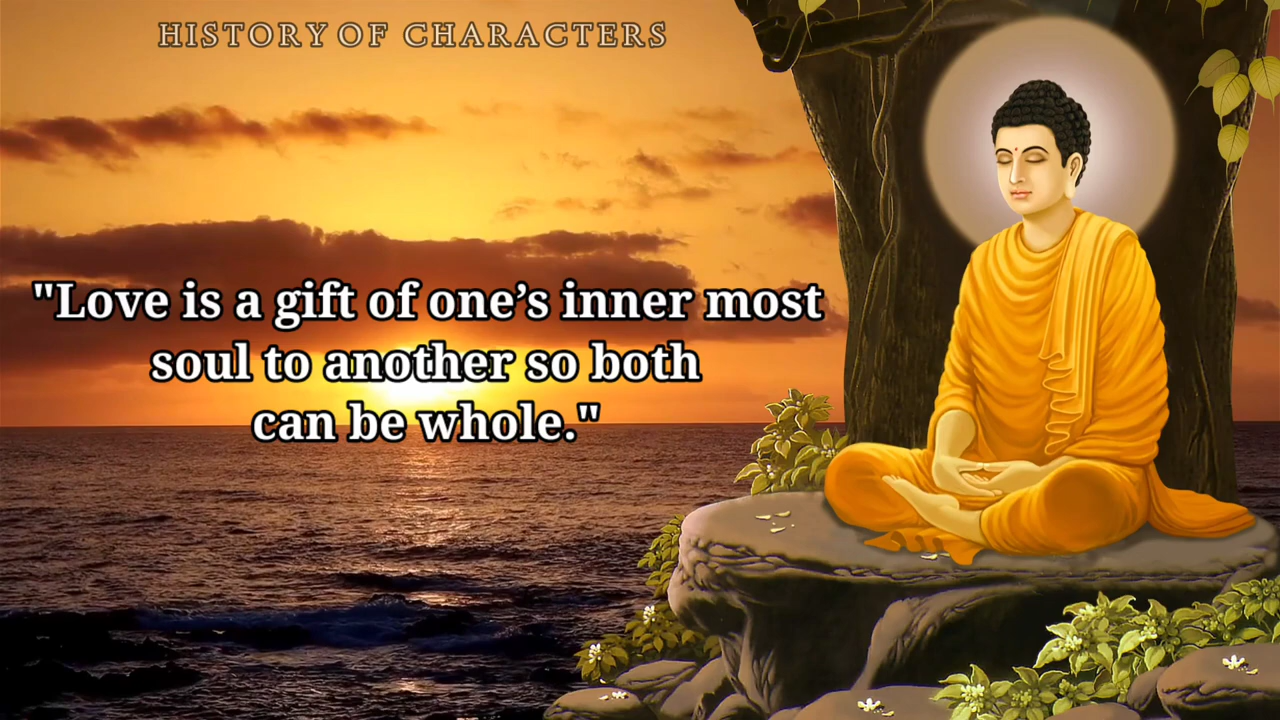 HISTORY OF CHARACTERS
"Love is a gift of one’s inner most
soul to another so both
can be whole."